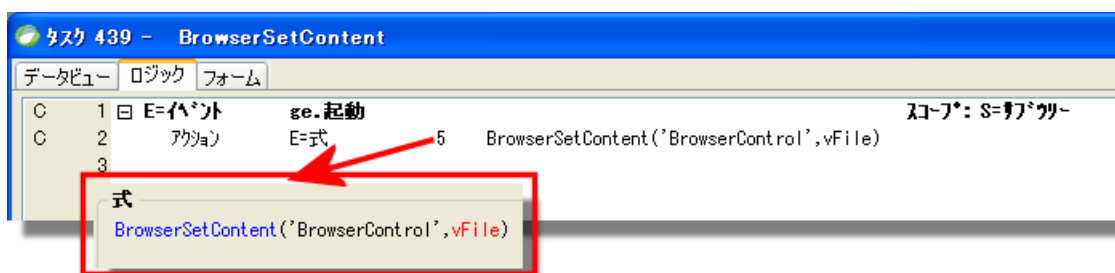 ﾀｽｸ 439 - BrowserSetContent
データビュー ロジック フォーム
C 1 E=ｲﾍﾞﾝﾄ ge.起動 ｽｺｰﾌﾟ: S=ｻﾌﾞﾂﾘｰ
C 2 ｱｸｼｮﾝ E=式 5 BrowserSetContent('BrowserControl',vFile)
3
式
BrowserSetContent('BrowserControl',vFile)